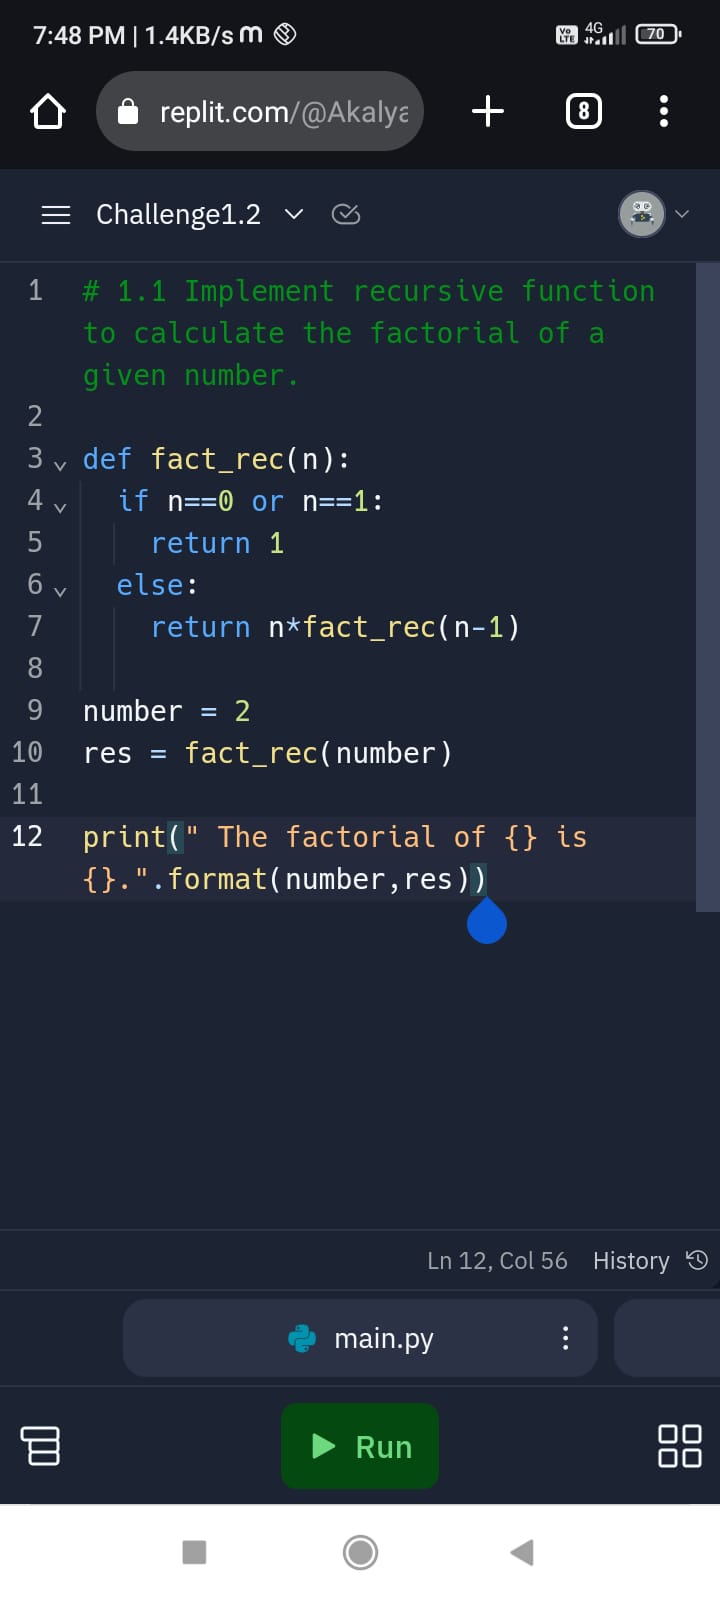 7:48 PM | 1.4KB/s m
Vo LTE 4G 70
replit.com/@Akalya 8
Challenge1.2
1 # 1.1 Implement recursive function
to calculate the factorial of a
given number.
2
3 def fact_rec(n):
4 if n==0 or n==1:
5 return 1
6 else:
7 return n*fact_rec(n-1)
8
9 number = 2
10 res = fact_rec(number)
11
12 print(" The factorial of {} is
{}.".format(number,res))
Ln 12, Col 56 History
main.py
Run